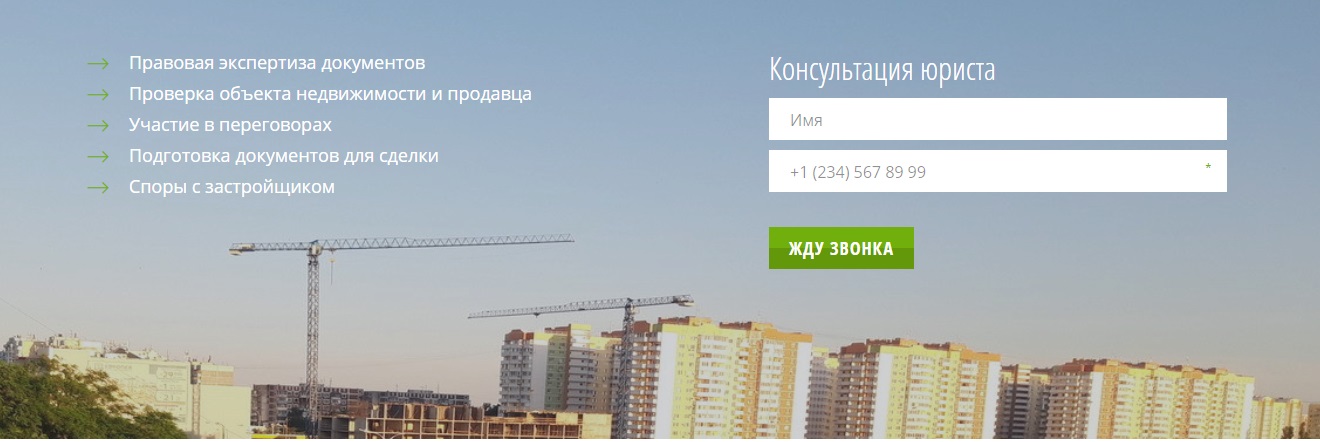 Правовая экспертиза документов
Проверка объекта недвижимости и продавца
Участие в переговорах
Подготовка документов для сделки
Споры с застройщиком
Консультация юриста
Имя
+1 (234) 567 89 99 *
ЖДУ ЗВОНКА